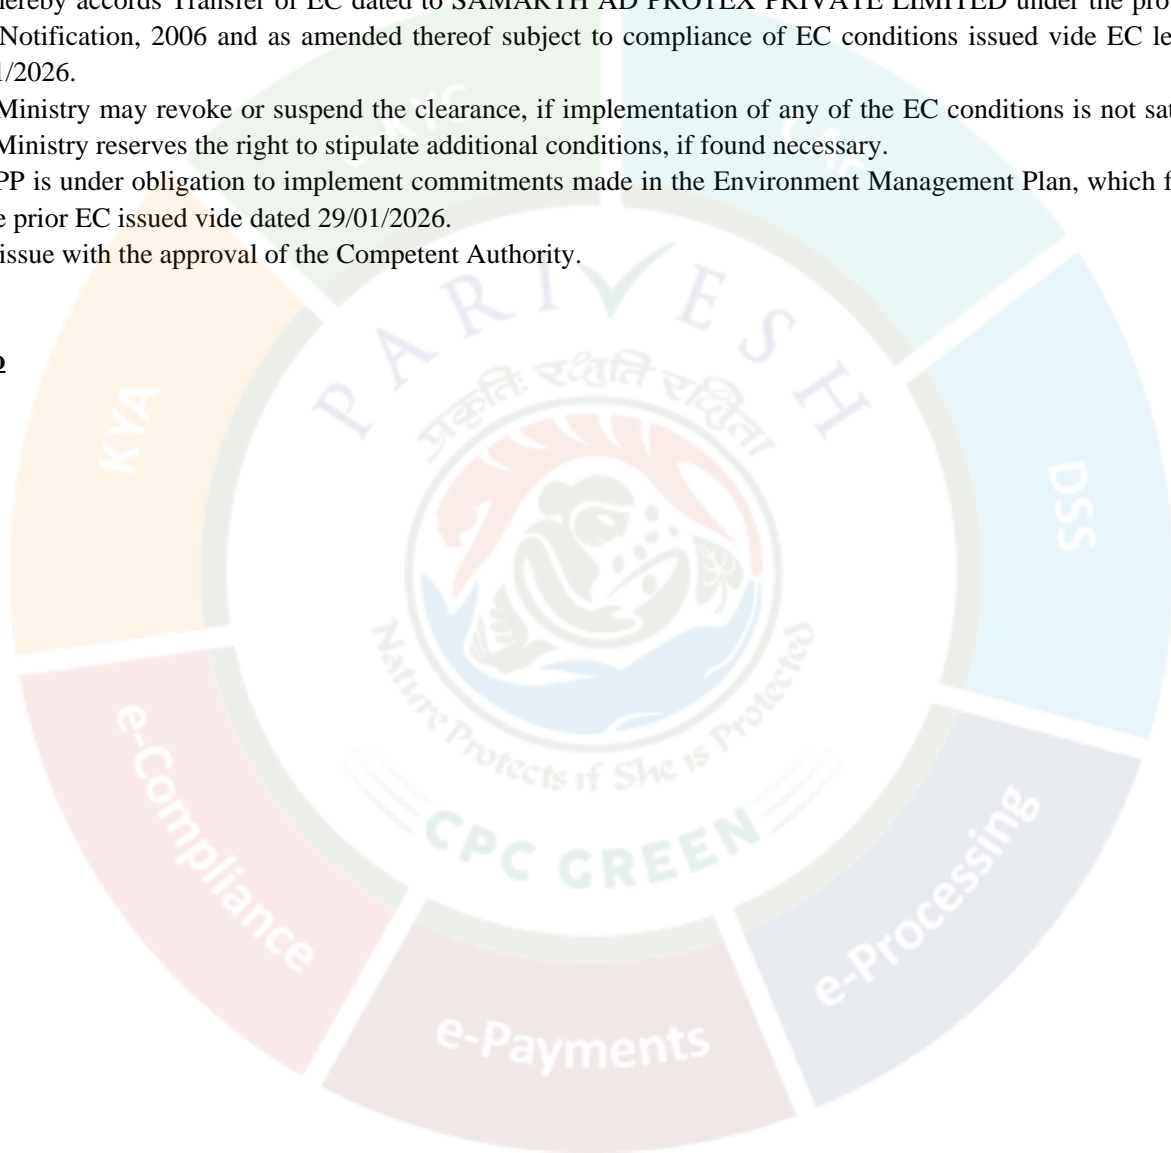 hereby accords Transfer of EC dated to SAMARTH AD PROTEX PRIVATE LIMITED under the
Notification, 2006 and as amended thereof subject to compliance of EC conditions issued vide EC
1/2026.
Ministry may revoke or suspend the clearance, if implementation of any of the EC conditions is not
Ministry reserves the right to stipulate additional conditions, if found necessary.
PP is under obligation to implement commitments made in the Environment Management Plan, which
prior EC issued vide dated 29/01/2026.
issue with the approval of the Competent Authority.
PARIVESH
प्रकृतिः रक्षति रक्षिता
KYA
DSS
Nature Protects if She is Protected
CPC GREEN
e-Compliance
e-Processing
e-Payments